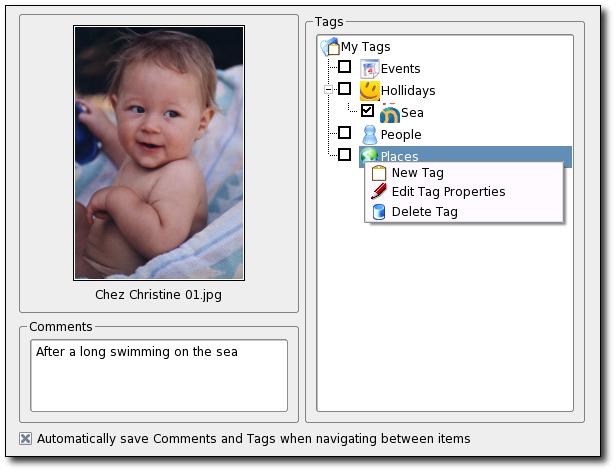 Tags
My Tags
Events
Hollidays
Sea
People
Places
New Tag
Edit Tag Properties
Delete Tag
Chez Christine 01.jpg
Comments
After a long swimming on the sea
Automatically save Comments and Tags when navigating between items